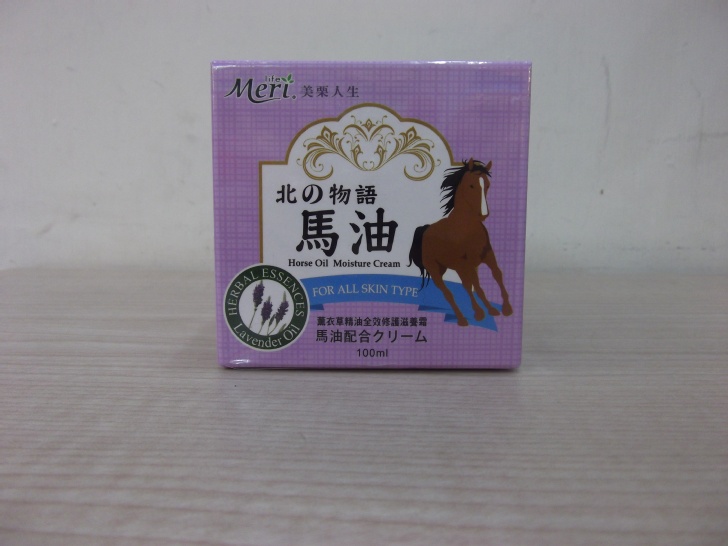 life
Meri. 美栗人生
北の物語
馬油
Horse Oil Moisture Cream
FOR ALL SKIN TYPE
HERBAL ESSENCES
Lavender Oil
薰衣草精油全效修護滋養霜
馬油配合クリーム
100ml